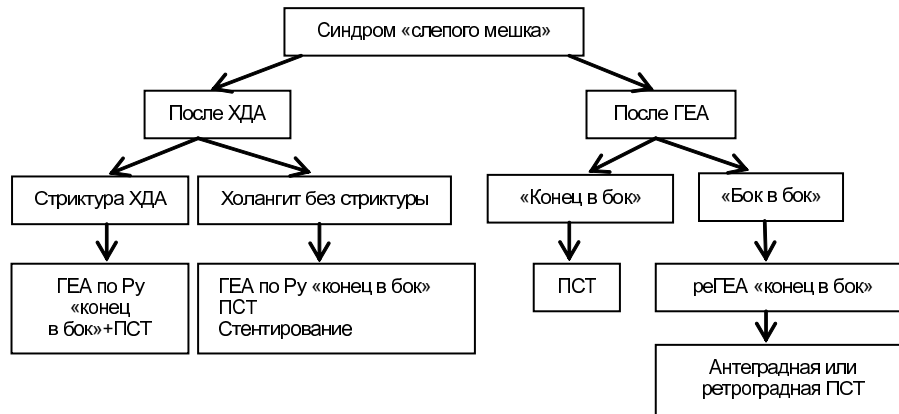 Синдром «слепого мешка»
После ХДА
После ГЕА
Стриктура ХДА
Холангит без стриктуры
«Конец в бок»
«Бок в бок»
ГЕА по Ру
«конец
в бок»+ПСТ
ГЕА по Ру «конец в бок»
ПСТ
Стентирование
ПСТ
реГЕА «конец в бок»
Антеградная или
ретроградная ПСТ